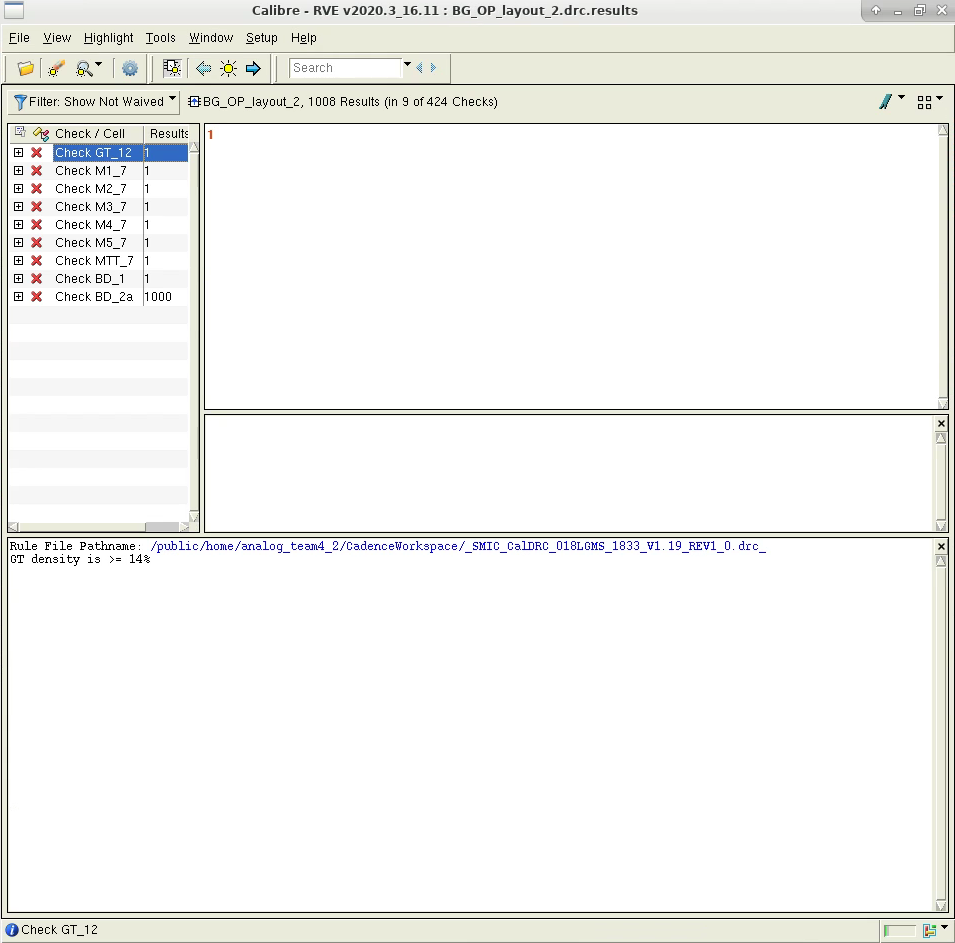 Calibre - RVE v2020.3_16.11 : BG_OP_layout_2.drc.results
File View Highlight Tools Window Setup Help
Search
Filter: Show Not Waived
BG_OP_layout_2, 1008 Results (in 9 of 424 Checks)
Check / Cell Results
Check GT_12 1
Check M1_7 1
Check M2_7 1
Check M3_7 1
Check M4_7 1
Check M5_7 1
Check MTT_7 1
Check BD_1 1
Check BD_2a 1000
1
Rule File Pathname: /public/home/analog_team4_2/CadenceWorkspace/_SMIC_CalDRC_018LGMS_1833_V1.19_REV1_0.drc_
GT density is >= 14%
Check GT_12